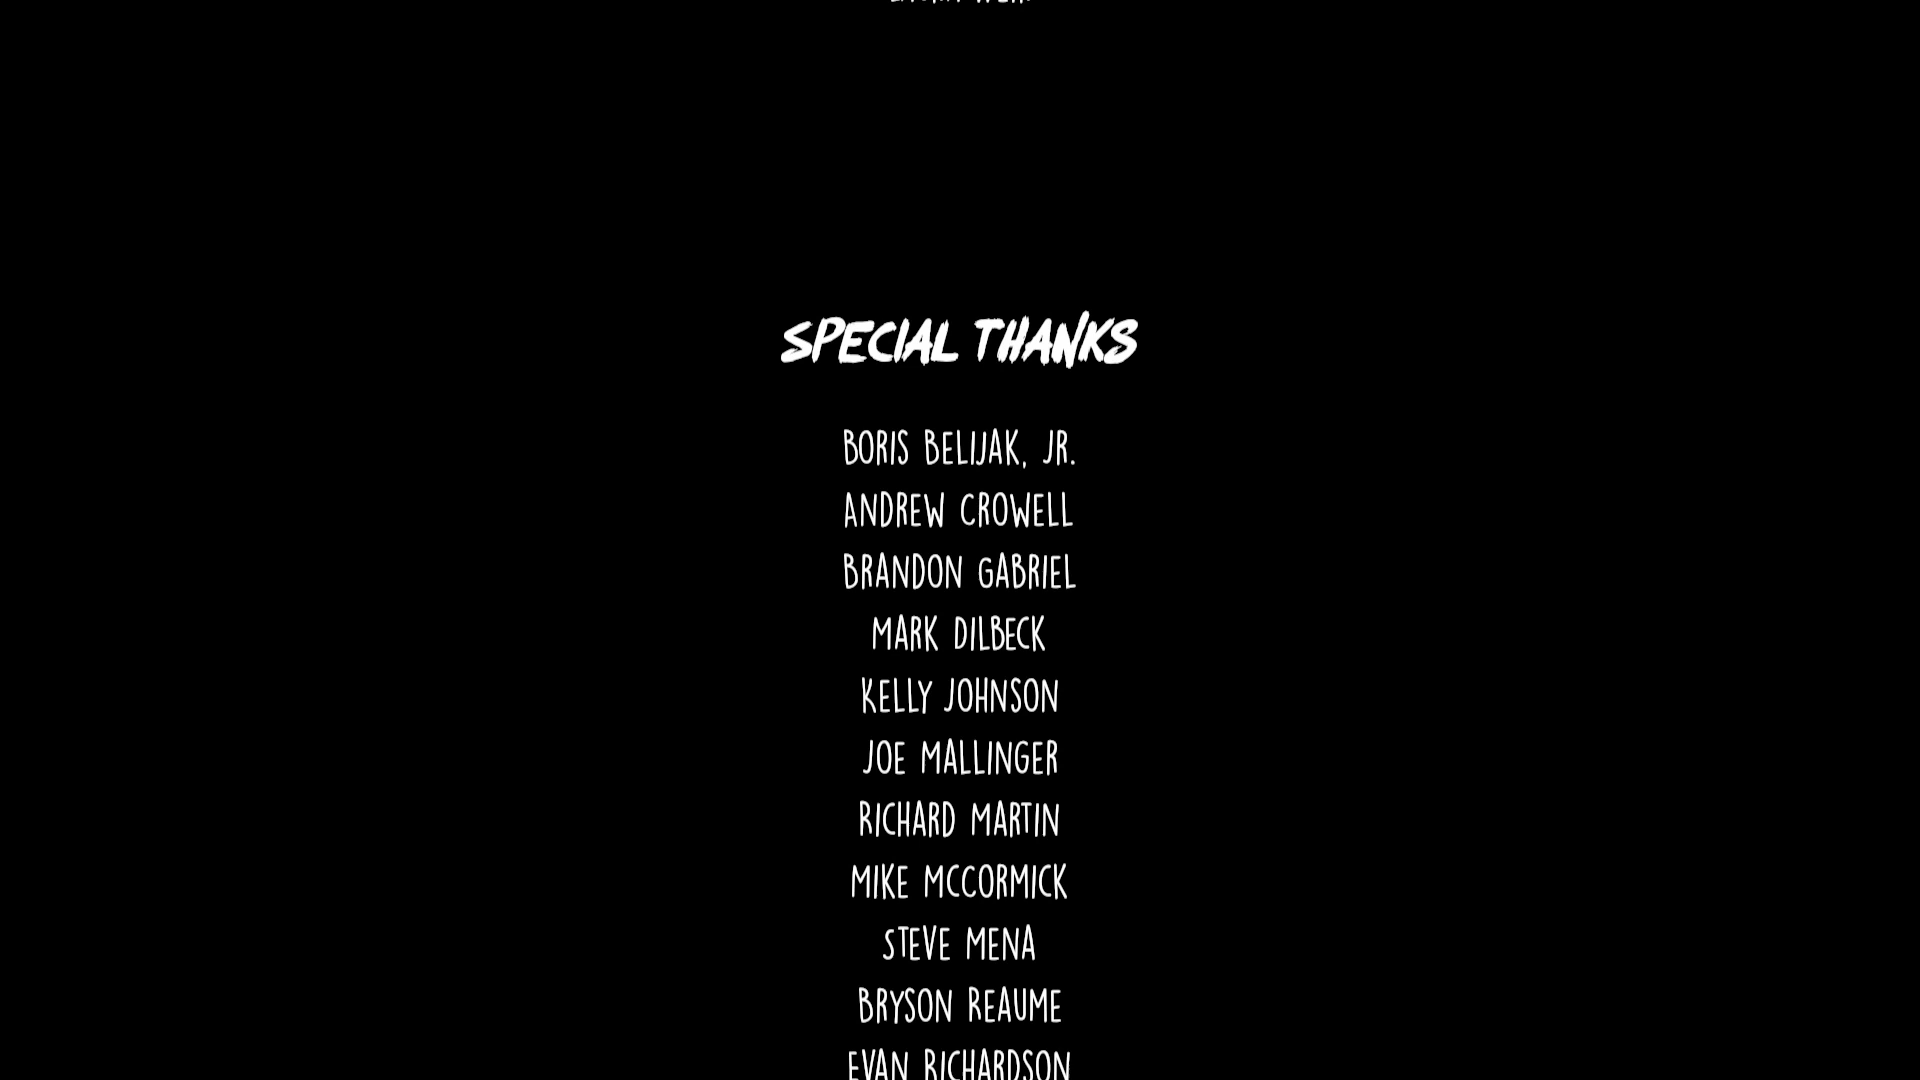 SPECIAL THANKS
BORIS BELIJAK, JR.
ANDREW CROWELL
BRANDON GABRIEL
MARK DILBECK
KELLY JOHNSON
JOE MALLINGER
RICHARD MARTIN
MIKE MCCORMICK
STEVE MENA
BRYSON REAUME
EVAN RICHARDSON